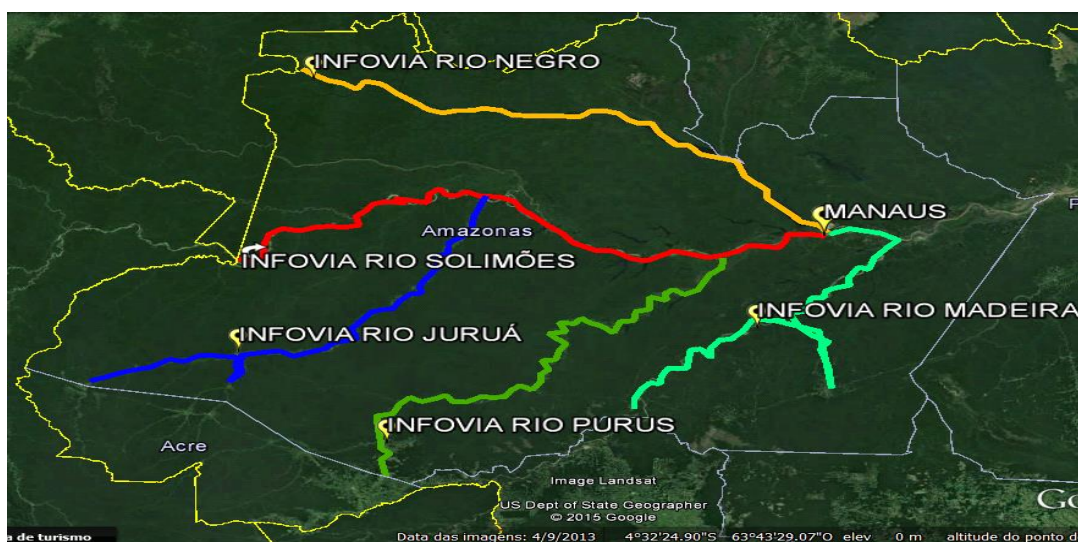 INFOVIA RIO NEGRO
MANAUS
Amazonas
INFOVIA RIO SOLIMÕES
INFOVIA RIO MADEIRA
INFOVIA RIO JURUÁ
INFOVIA RIO PURUS
Acre
Image Landsat
US Dept of State Geographer
© 2015 Google
a de turismo
Data das imagens: 4/9/2013 4°32'24.90"S 63°43'29.07"O elev 0 m altitude do ponto d